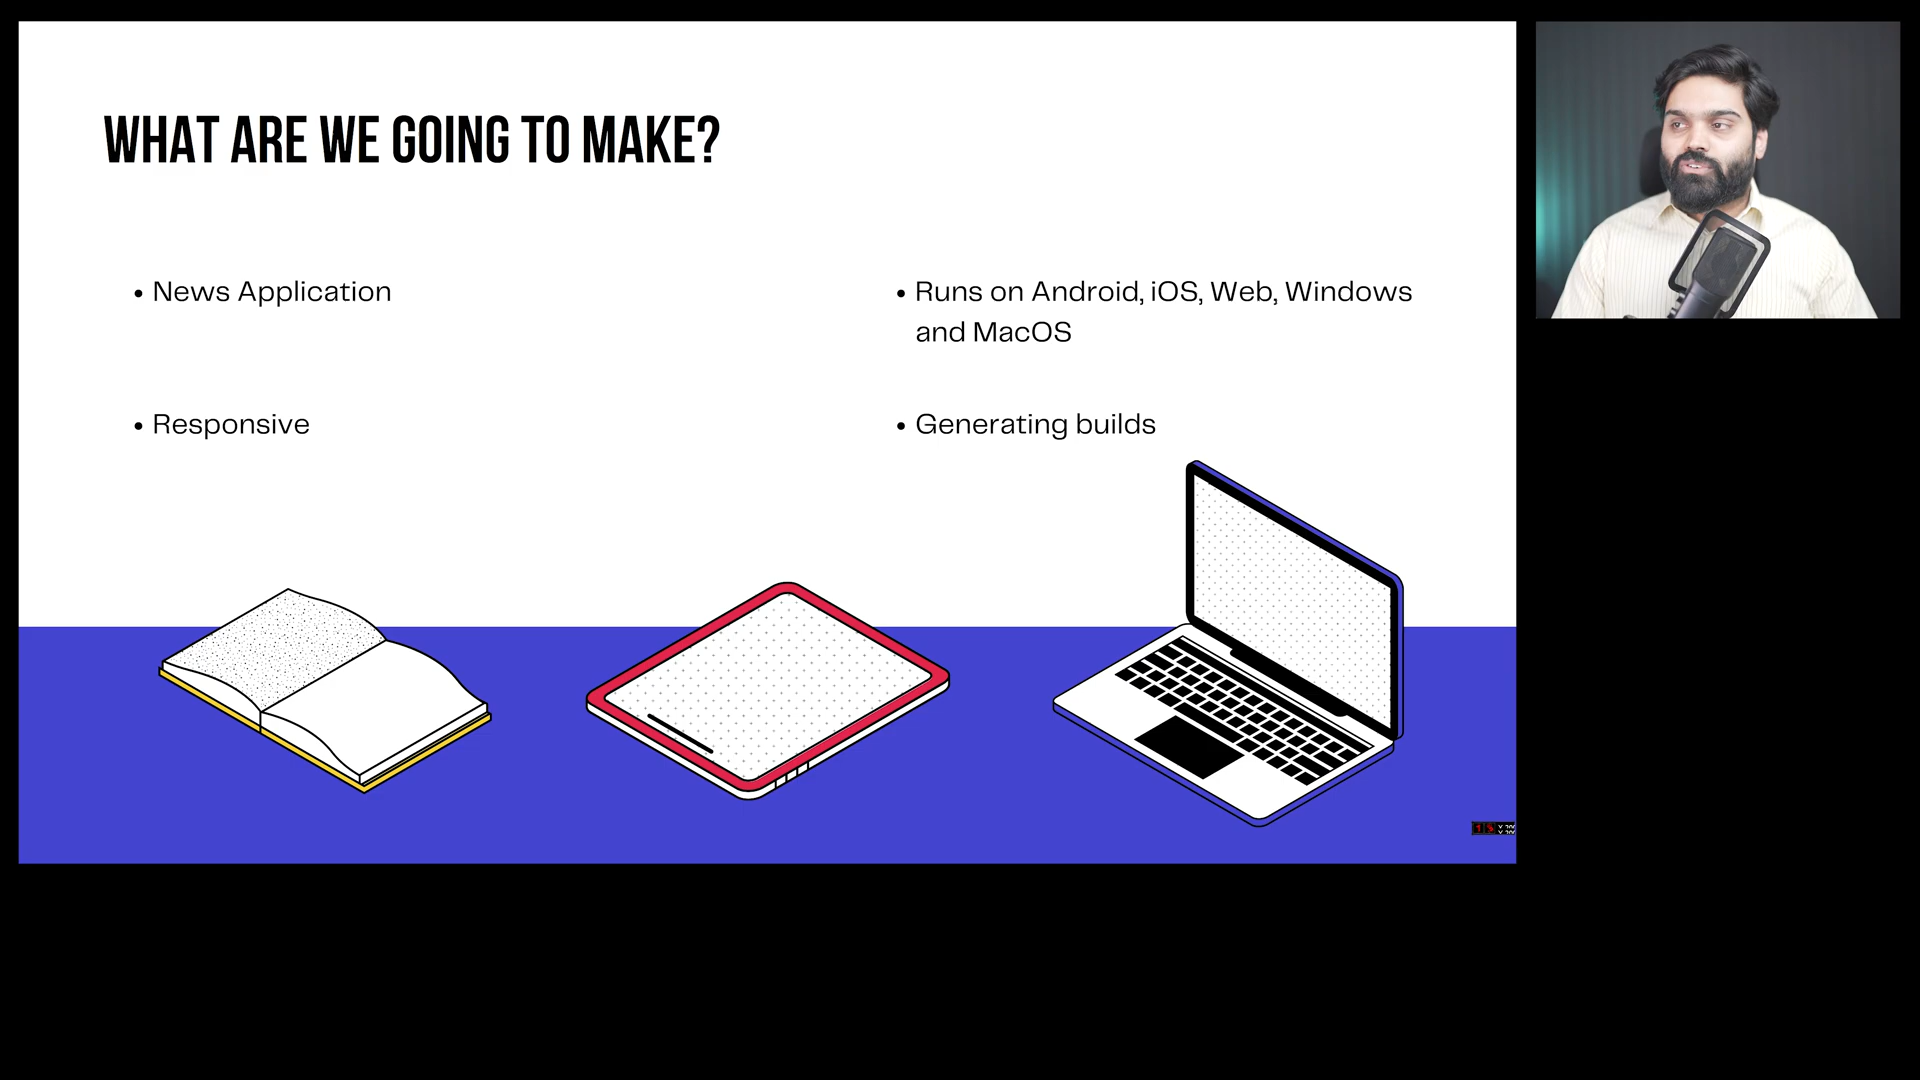 WHAT ARE WE GOING TO MAKE?
• News Application
• Responsive
• Runs on Android, iOS, Web, Windows
and MacOS
• Generating builds